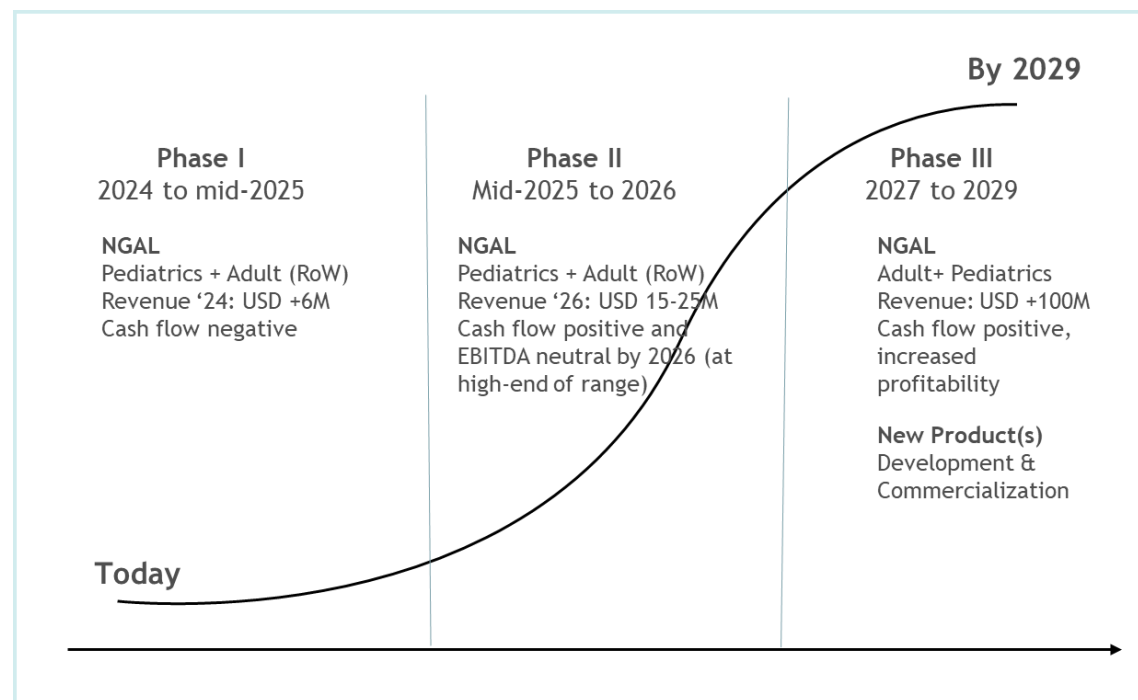 By 2029
Phase I
2024 to mid-2025
NGAL
Pediatrics + Adult (RoW)
Revenue ‘24: USD +6M
Cash flow negative
Phase II
Mid-2025 to 2026
NGAL
Pediatrics + Adult (RoW)
Revenue ‘26: USD 15-25M
Cash flow positive and
EBITDA neutral by 2026 (at
high-end of range)
Phase III
2027 to 2029
NGAL
Adult+ Pediatrics
Revenue: USD +100M
Cash flow positive,
increased
profitability
New Product(s)
Development &
Commercialization
Today